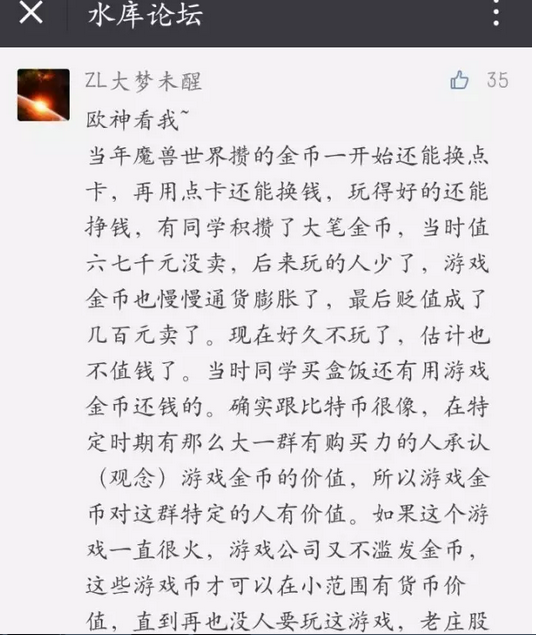 水库论坛
ZL大梦未醒
35
欧神看我~
当年魔兽世界攒的金币一开始还能换点
卡，再用点卡还能换钱，玩得好的还能
挣钱，有同学积攒了大笔金币，当时值
六七千元没卖，后来玩的人少了，游戏
金币也慢慢通货膨胀了，最后贬值成了
几百元卖了。现在好久不玩了，估计也
不值钱了。当时同学买盒饭还有用游戏
金币还钱的。确实跟比特币很像，在特
定时期有那么大一群有购买力的人承认
（观念）游戏金币的价值，所以游戏金
币对这群特定的人有价值。如果这个游
戏一直很火，游戏公司又不滥发金币，
这些游戏币才可以在小范围有货币价
值，直到再也没人要玩这游戏，老庄股